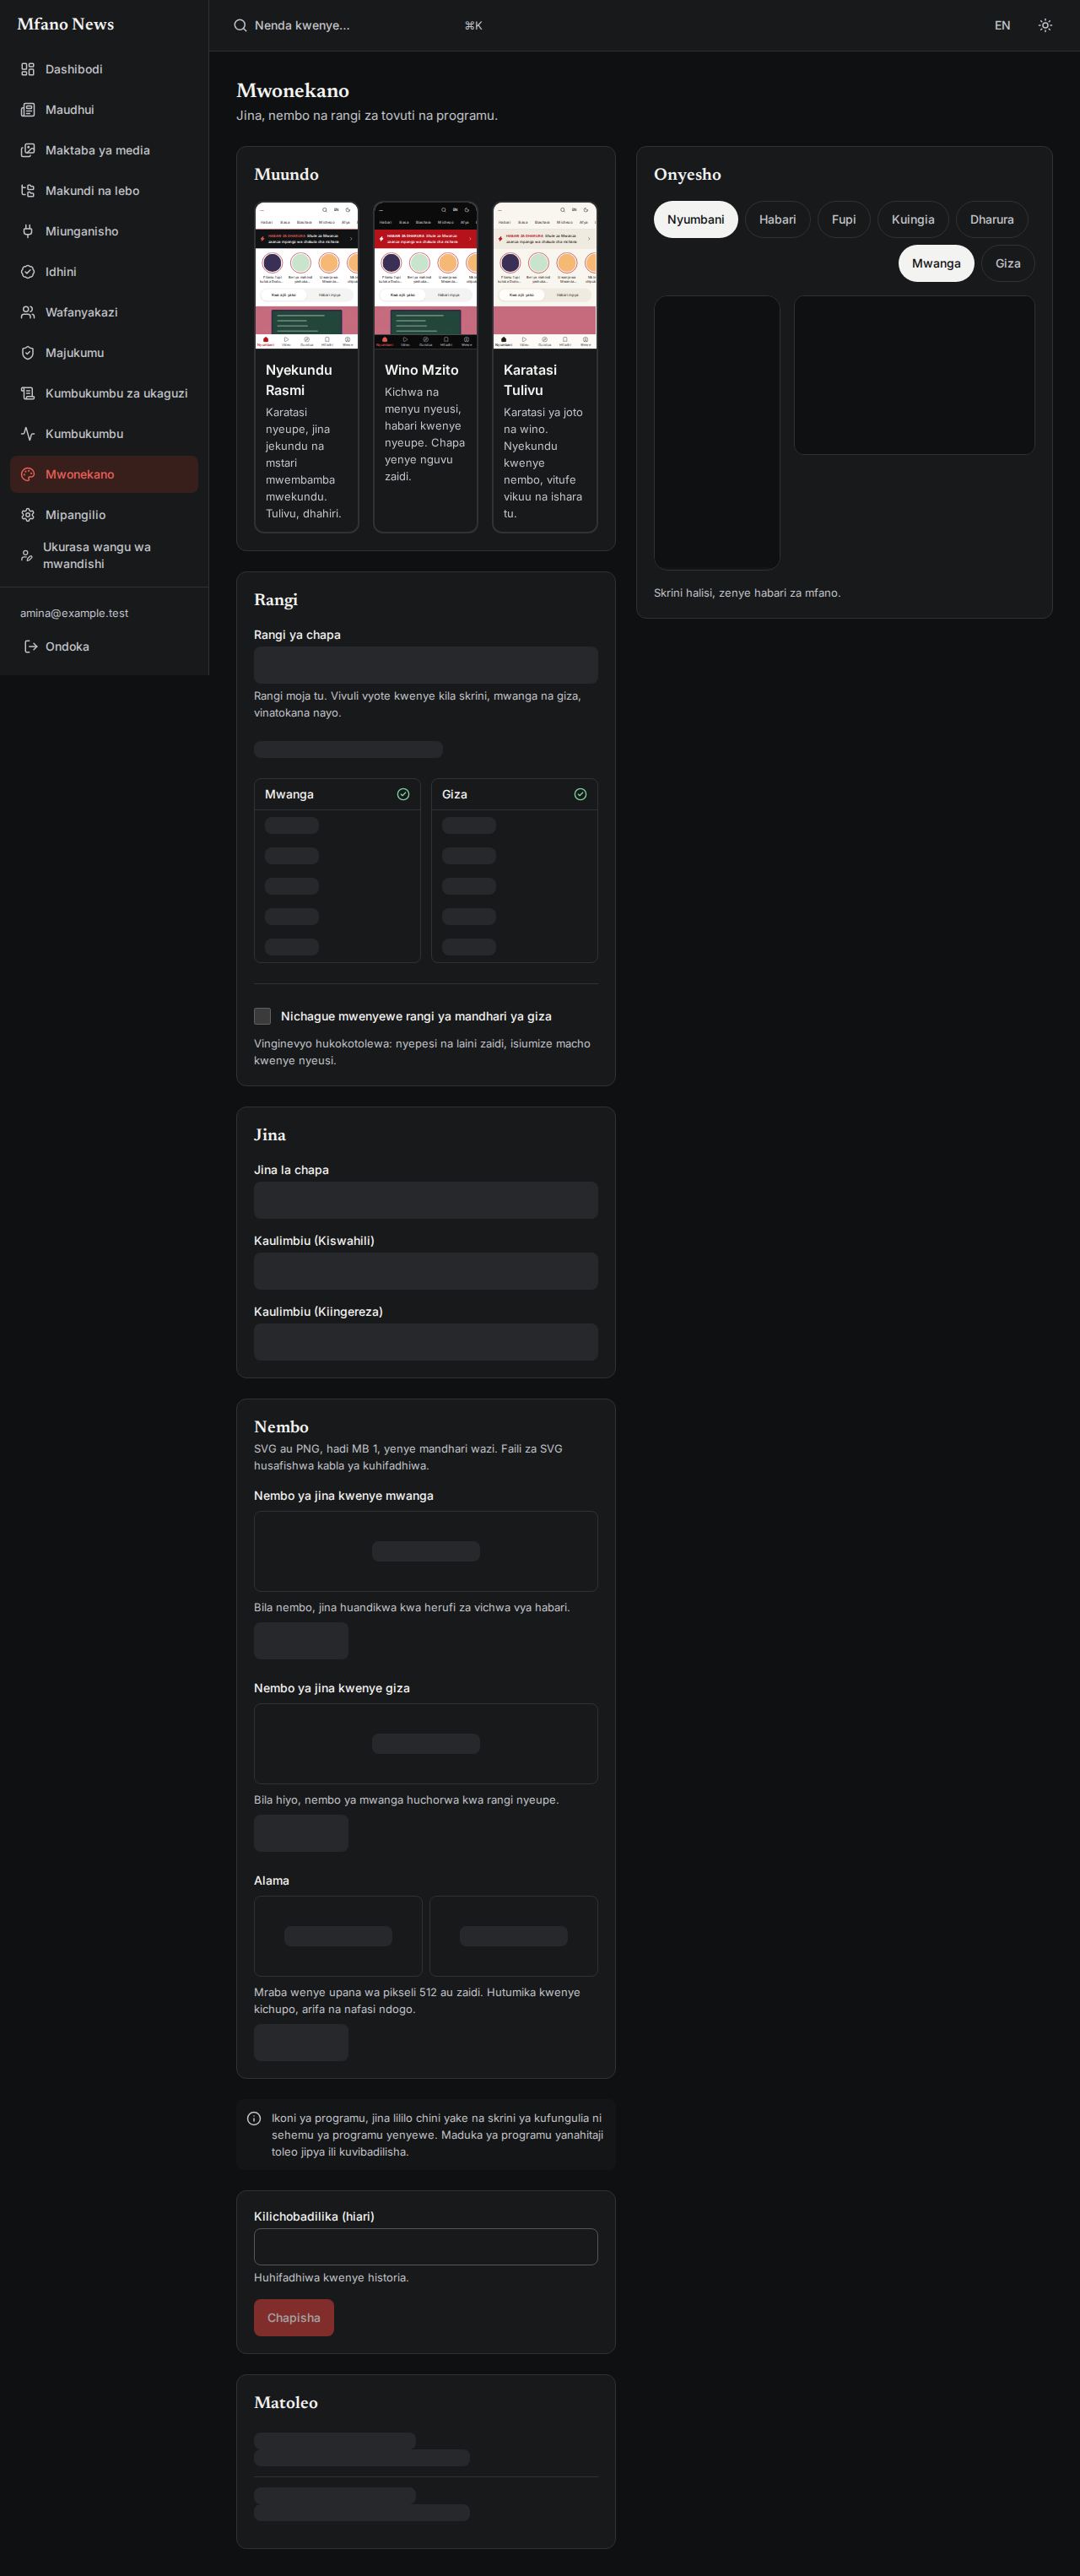 Mfano News
Dashibodi
Maudhui
Maktaba ya media
Makundi na lebo
Miunganisho
Idhini
Wafanyakazi
Majukumu
Kumbukumbu za ukaguzi
Kumbukumbu
Mwonekano
Mipangilio
Ukurasa wangu wa
mwandishi
amina@example.test
Ondoka
Nenda kwenye...
⌘K
EN
Mwonekano
Jina, nembo na rangi za tovuti na programu.
Muundo
Nyekundu
Rasmi
Karatasi
nyeupe, jina
jekundu na
mstari
mwembamba
mwekundu.
Tulivu, dhahiri.
Wino Mzito
Kichwa na
menyu nyeusi,
habari kwenye
nyeupe. Chapa
yenye nguvu
zaidi.
Karatasi
Tulivu
Karatasi ya joto
na wino.
Nyekundu
kwenye
nembo, vitufe
vikuu na ishara
tu.
Rangi
Rangi ya chapa
Rangi moja tu. Vivuli vyote kwenye kila skrini, mwanga na giza,
vinatokana nayo.
Mwanga
Giza
Nichague mwenyewe rangi ya mandhari ya giza
Vinginevyo hukokotolewa: nyepesi na laini zaidi, isiumize macho
kwenye nyeusi.
Jina
Jina la chapa
Kaulimbiu (Kiswahili)
Kaulimbiu (Kiingereza)
Nembo
SVG au PNG, hadi MB 1, yenye mandhari wazi. Faili za SVG
husafishwa kabla ya kuhifadhiwa.
Nembo ya jina kwenye mwanga
Bila nembo, jina huandikwa kwa herufi za vichwa vya habari.
Nembo ya jina kwenye giza
Bila hiyo, nembo ya mwanga huchorwa kwa rangi nyeupe.
Alama
Mraba wenye upana wa pikseli 512 au zaidi. Hutumika kwenye
kichupo, arifa na nafasi ndogo.
Ikoni ya programu, jina lililo chini yake na skrini ya kufungulia ni
sehemu ya programu yenyewe. Maduka ya programu yanahitaji
toleo jipya ili kuvibadilisha.
Kilichobadilika (hiari)
Huhifadhiwa kwenye historia.
Chapisha
Matoleo
Onyesho
Nyumbani
Habari
Fupi
Kuingia
Dharura
Mwanga
Giza
Skrini halisi, zenye habari za mfano.